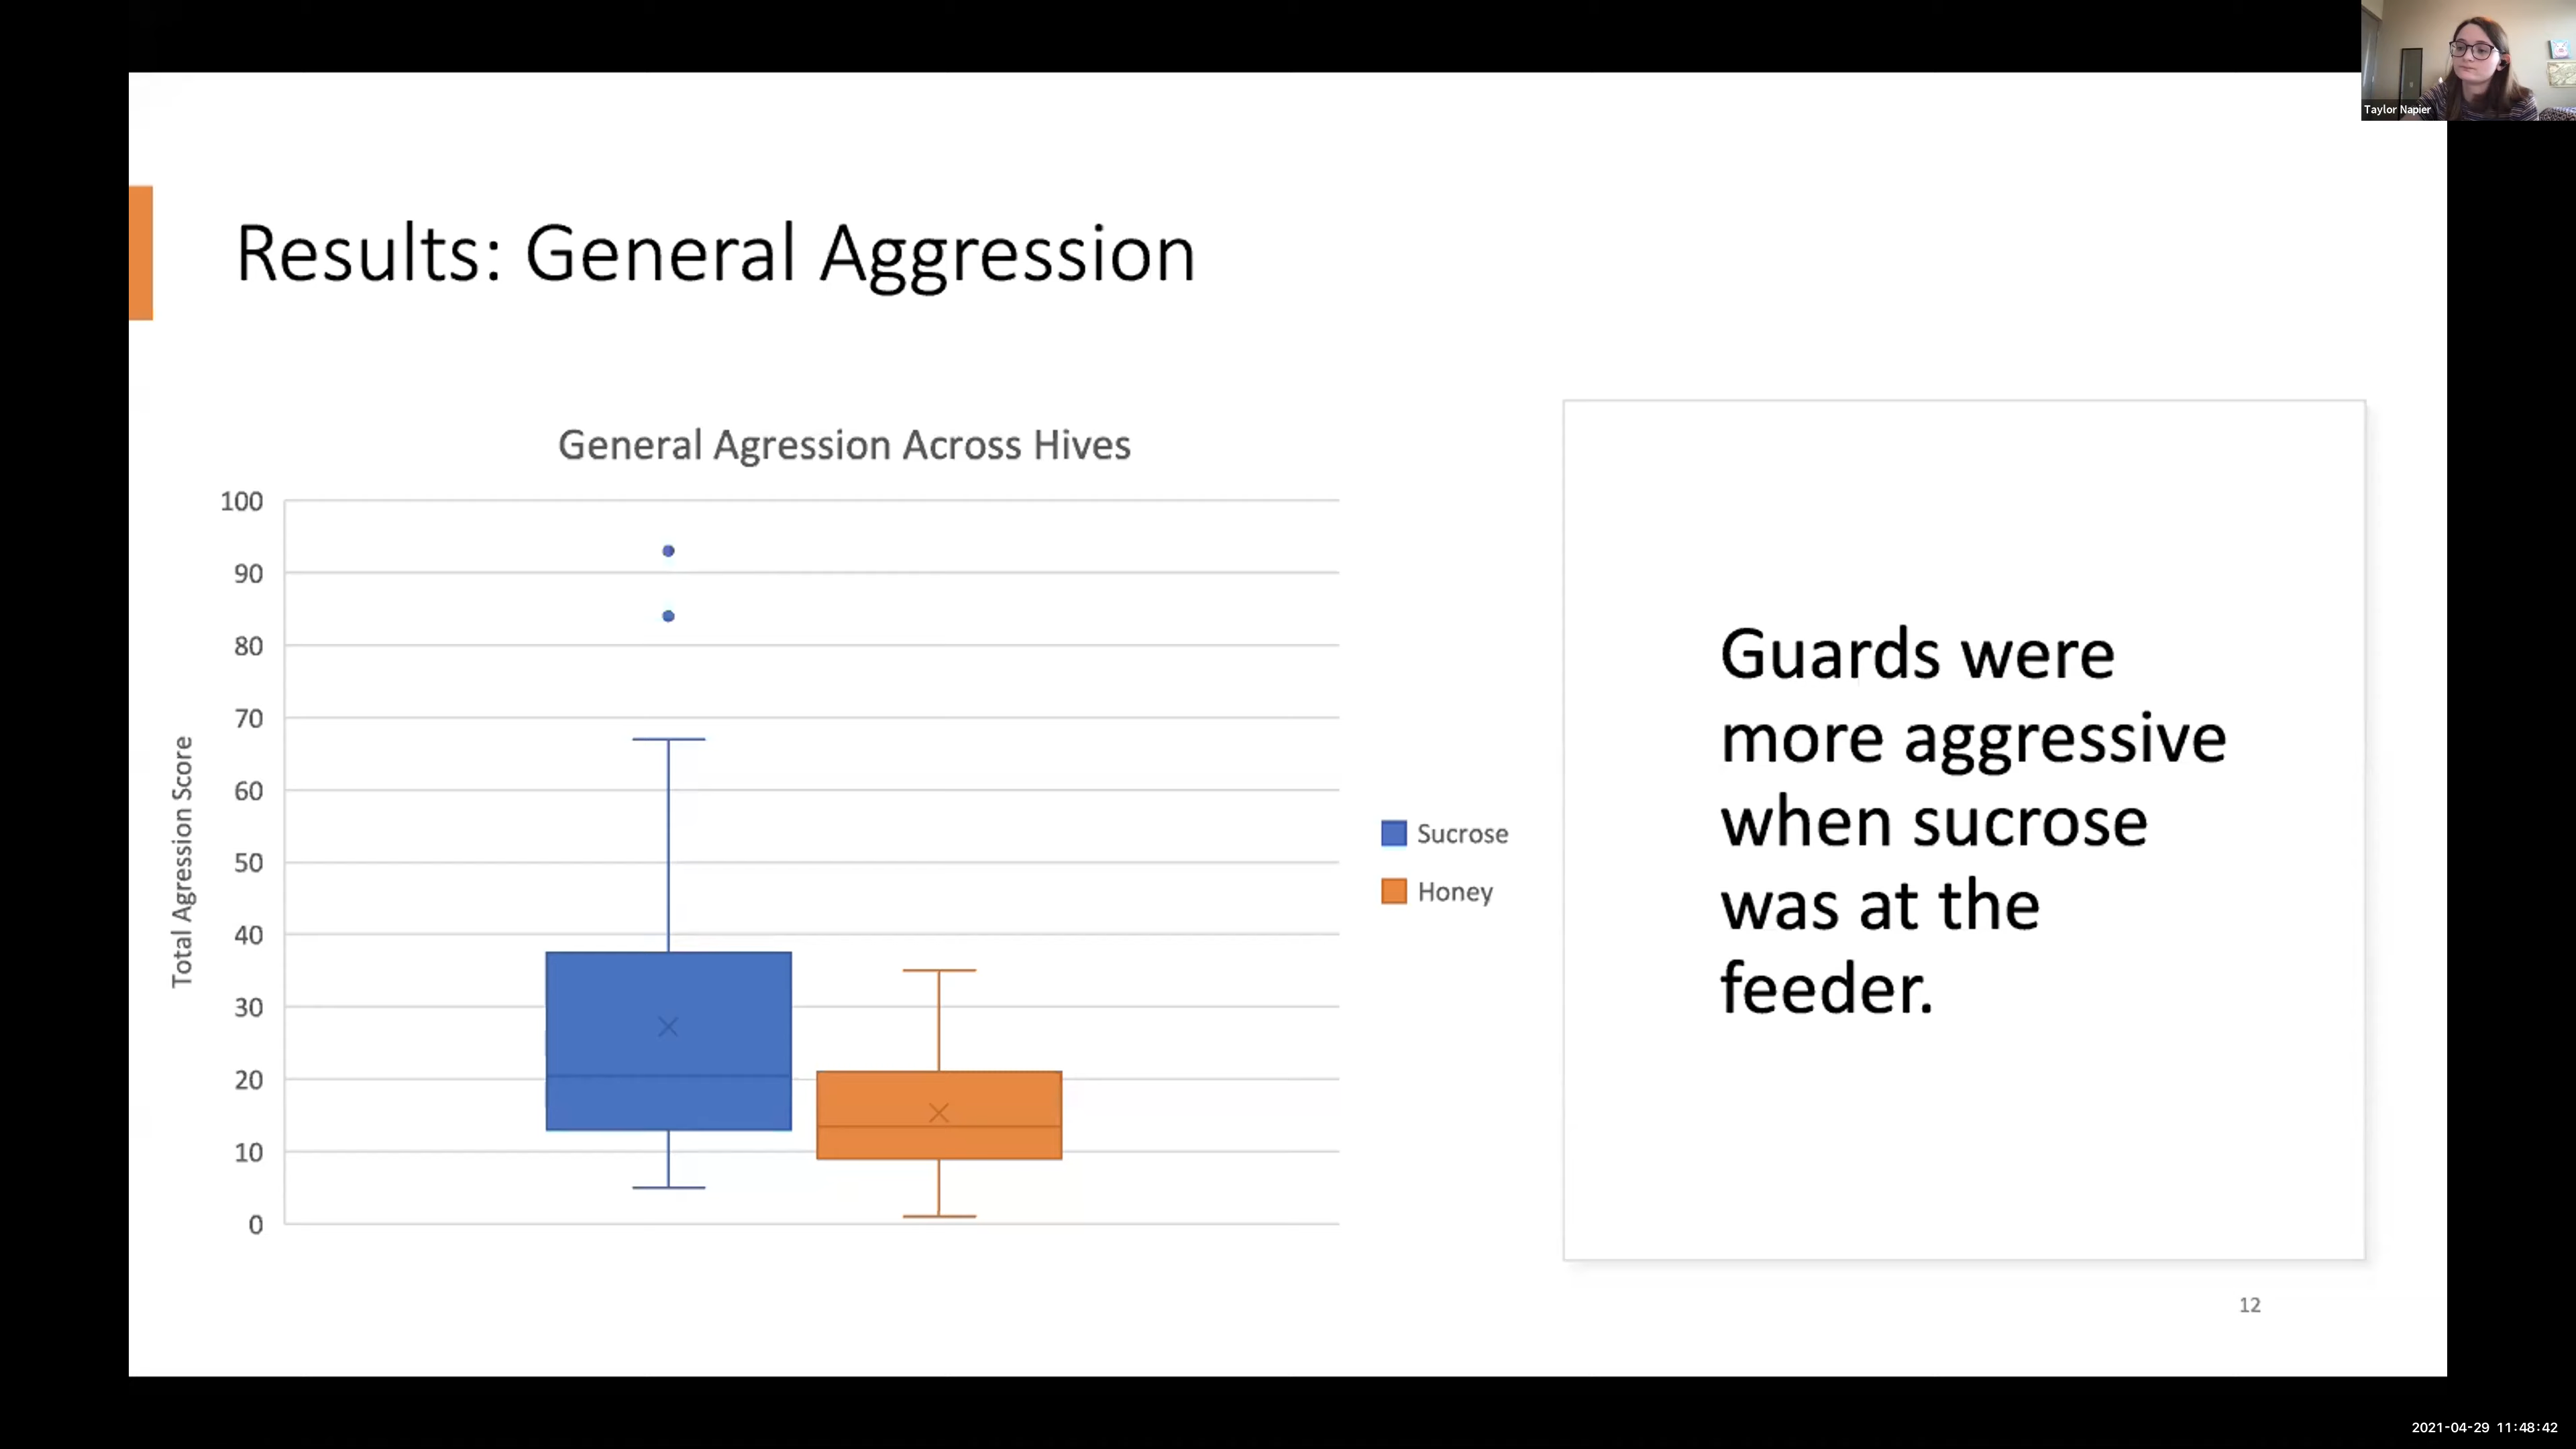 Taylor Napier
Results: General Aggression
General Agression Across Hives
100
90
80
70
60
50
40
30
20
10
0
Total Agression Score
Sucrose
Honey
Guards were
more aggressive
when sucrose
was at the
feeder.
12
2021-04-29 11:48:42